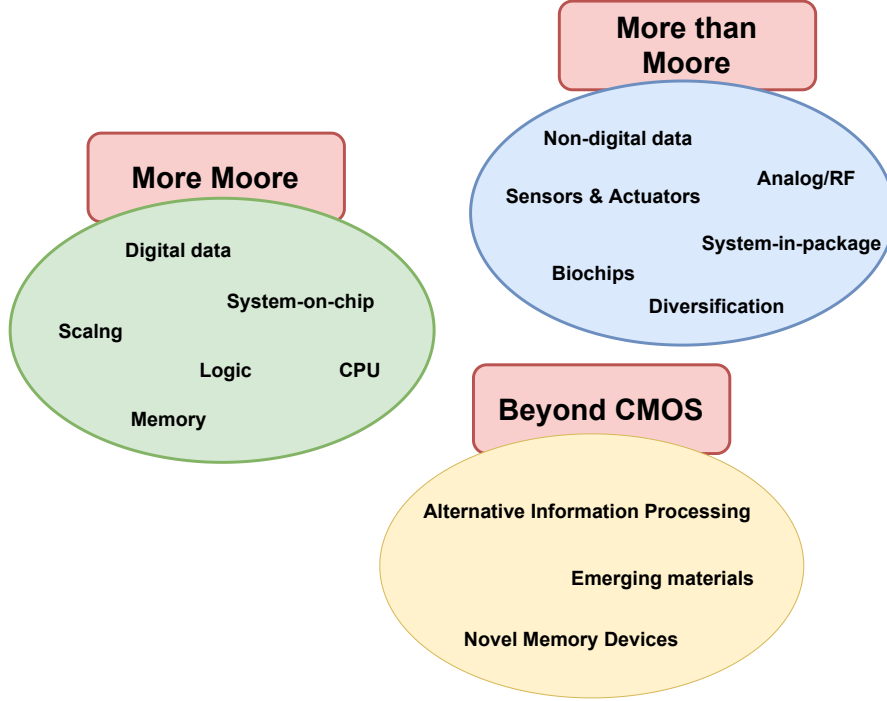 More than
Moore
Non-digital data
Analog/RF
Sensors & Actuators
System-in-package
Biochips
Diversification
More Moore
Digital data
System-on-chip
Scalng
Logic
CPU
Memory
Beyond CMOS
Alternative Information Processing
Emerging materials
Novel Memory Devices